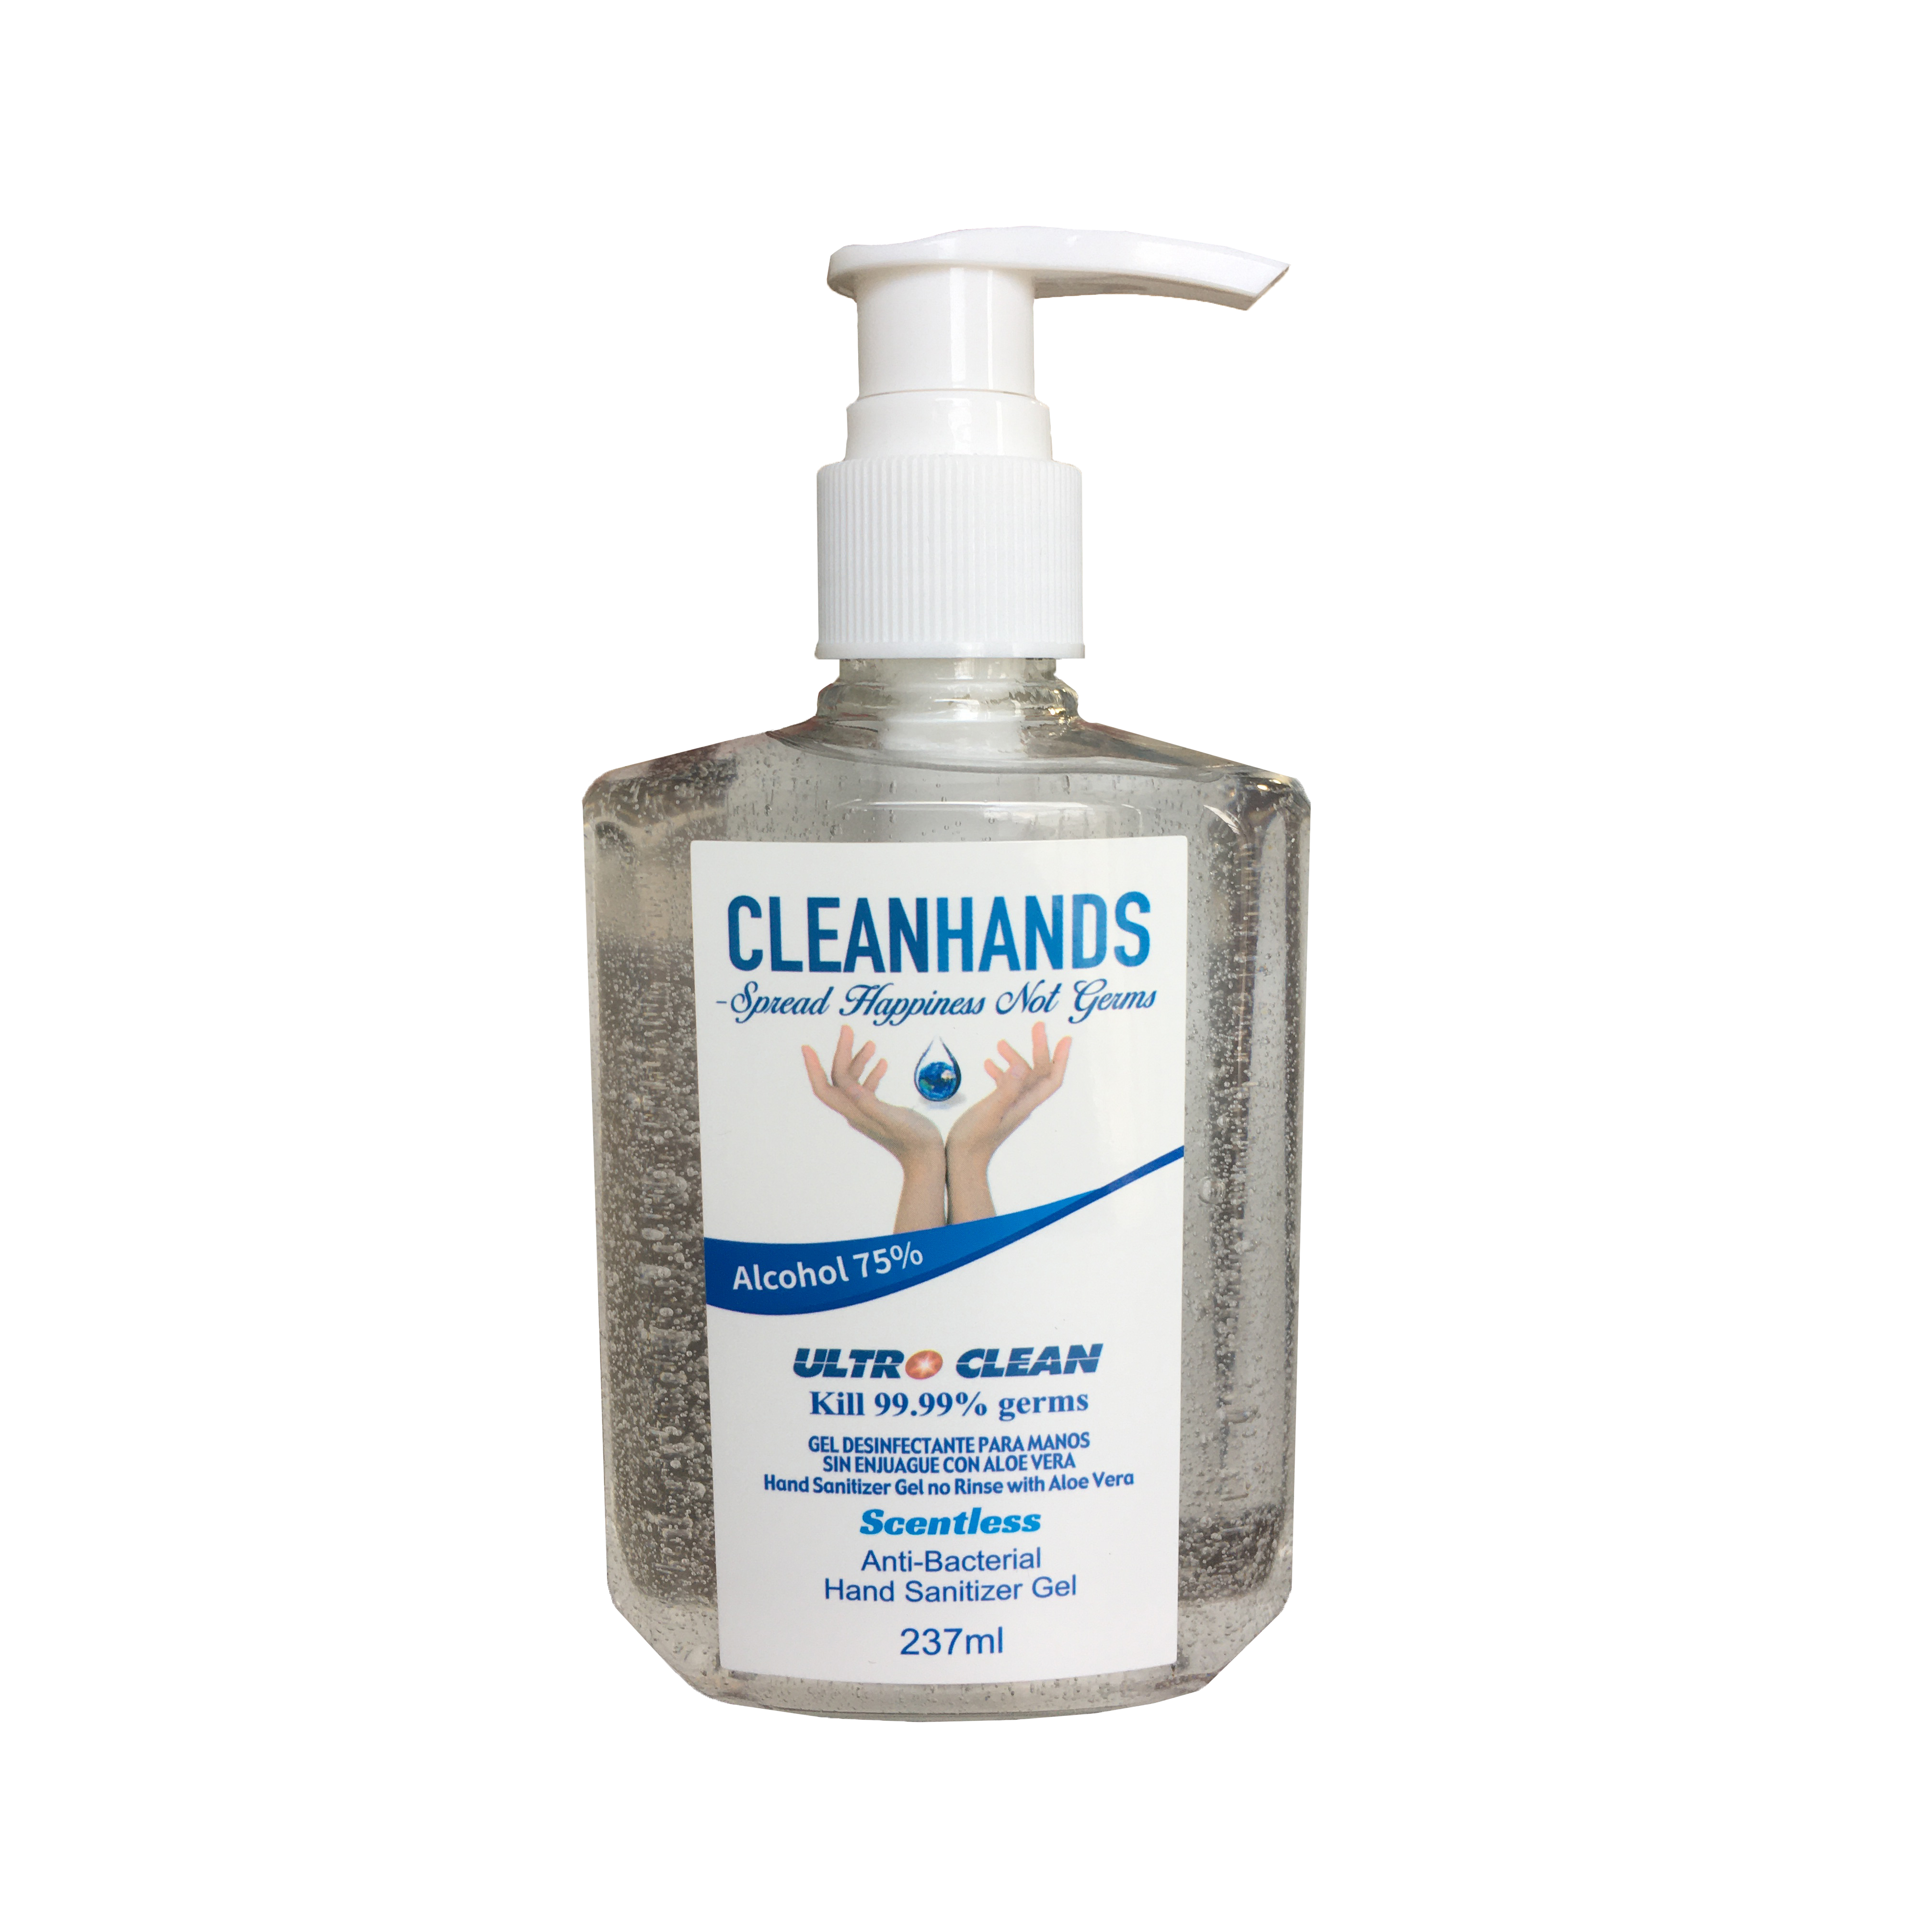 CLEANHANDS
-Spread Happiness Not Germs
Alcohol 75%
ULTRO CLEAN
Kill 99.99% germs
GEL DESINFECTANTE PARA MANOS
SIN ENJUAGUE CON ALOE VERA
Hand Sanitizer Gel no Rinse with Aloe Vera
Scentless
Anti-Bacterial
Hand Sanitizer Gel
237ml